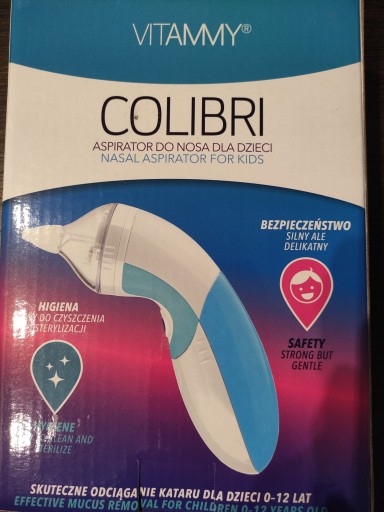 VITAMMY®
COLIBRI
ASPIRATOR DO NOSA DLA DZIECI
NASAL ASPIRATOR FOR KIDS
BEZPIECZEŃSTWO
SILNY ALE
DELIKATNY
SAFETY
STRONG BUT
GENTLE
HIGIENA
DO CZYSZCZENIA
STERYLIZACJI
CLEAN AND
SKUTECZNE ODCIĄGANIE KATARU DLA DZIECI 0-12 LAT
EFFECTIVE MUCUS REMOVAL FOR CHILDREN 0-12 YEARS OLD